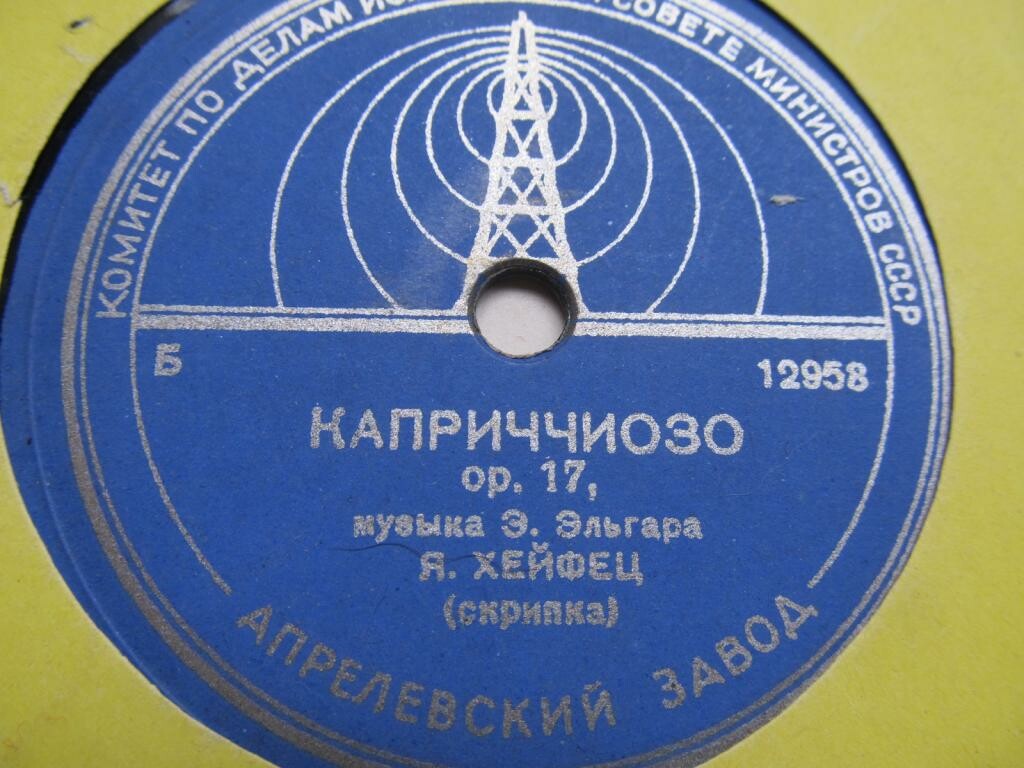 КОМИТЕТ ПО ДЕЛАМ СОВЕТЕ МИНИСТРОВ СССР
Б 12958
КАПРИЧЧИОЗО
ор. 17,
музыка Э. Эльгара
Я. ХЕЙФЕЦ
(скрипка)
АПРЕЛЕВСКИЙ ЗАВОД